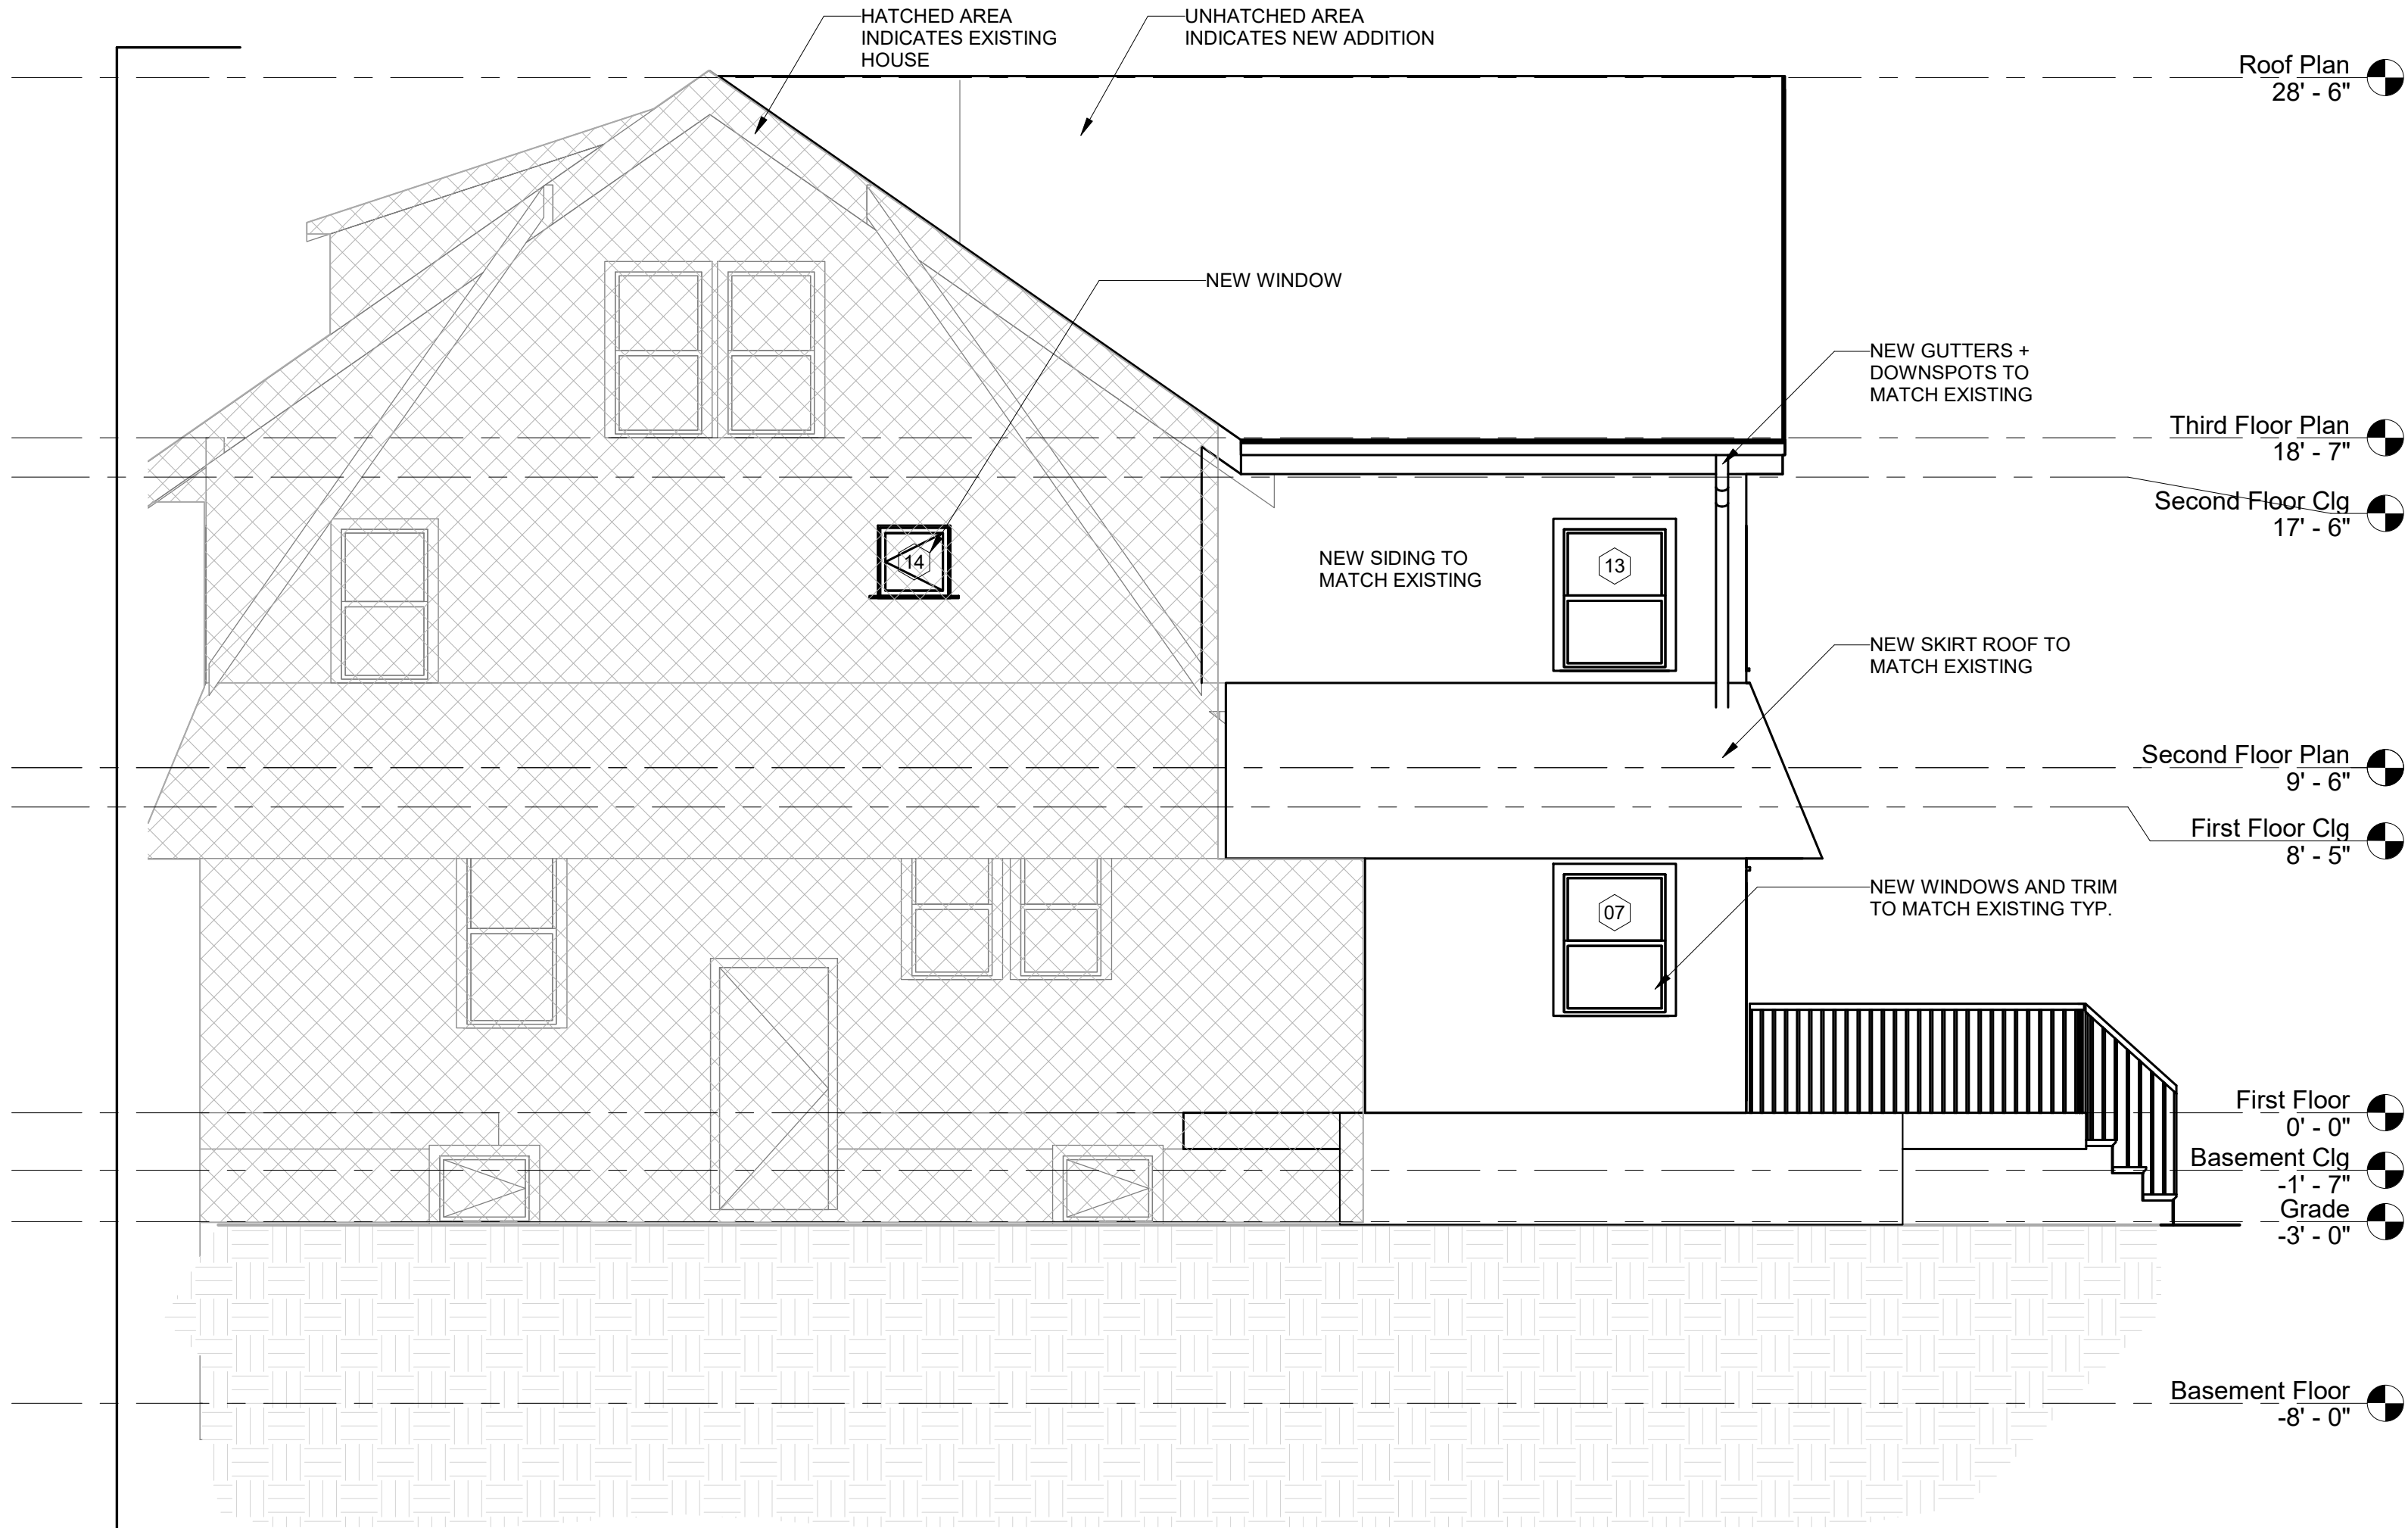 HATCHED AREA
INDICATES EXISTING
HOUSE
UNHATCHED AREA
INDICATES NEW ADDITION
Roof Plan
28' - 6"
NEW WINDOW
NEW GUTTERS +
DOWNSPOTS TO
MATCH EXISTING
Third Floor Plan
18' - 7"
Second Floor Clg
17' - 6"
14
NEW SIDING TO
MATCH EXISTING
13
NEW SKIRT ROOF TO
MATCH EXISTING
Second Floor Plan
9' - 6"
First Floor Clg
8' - 5"
07
NEW WINDOWS AND TRIM
TO MATCH EXISTING TYP.
First Floor
0' - 0"
Basement Clg
-1' - 7"
Grade
-3' - 0"
Basement Floor
-8' - 0"